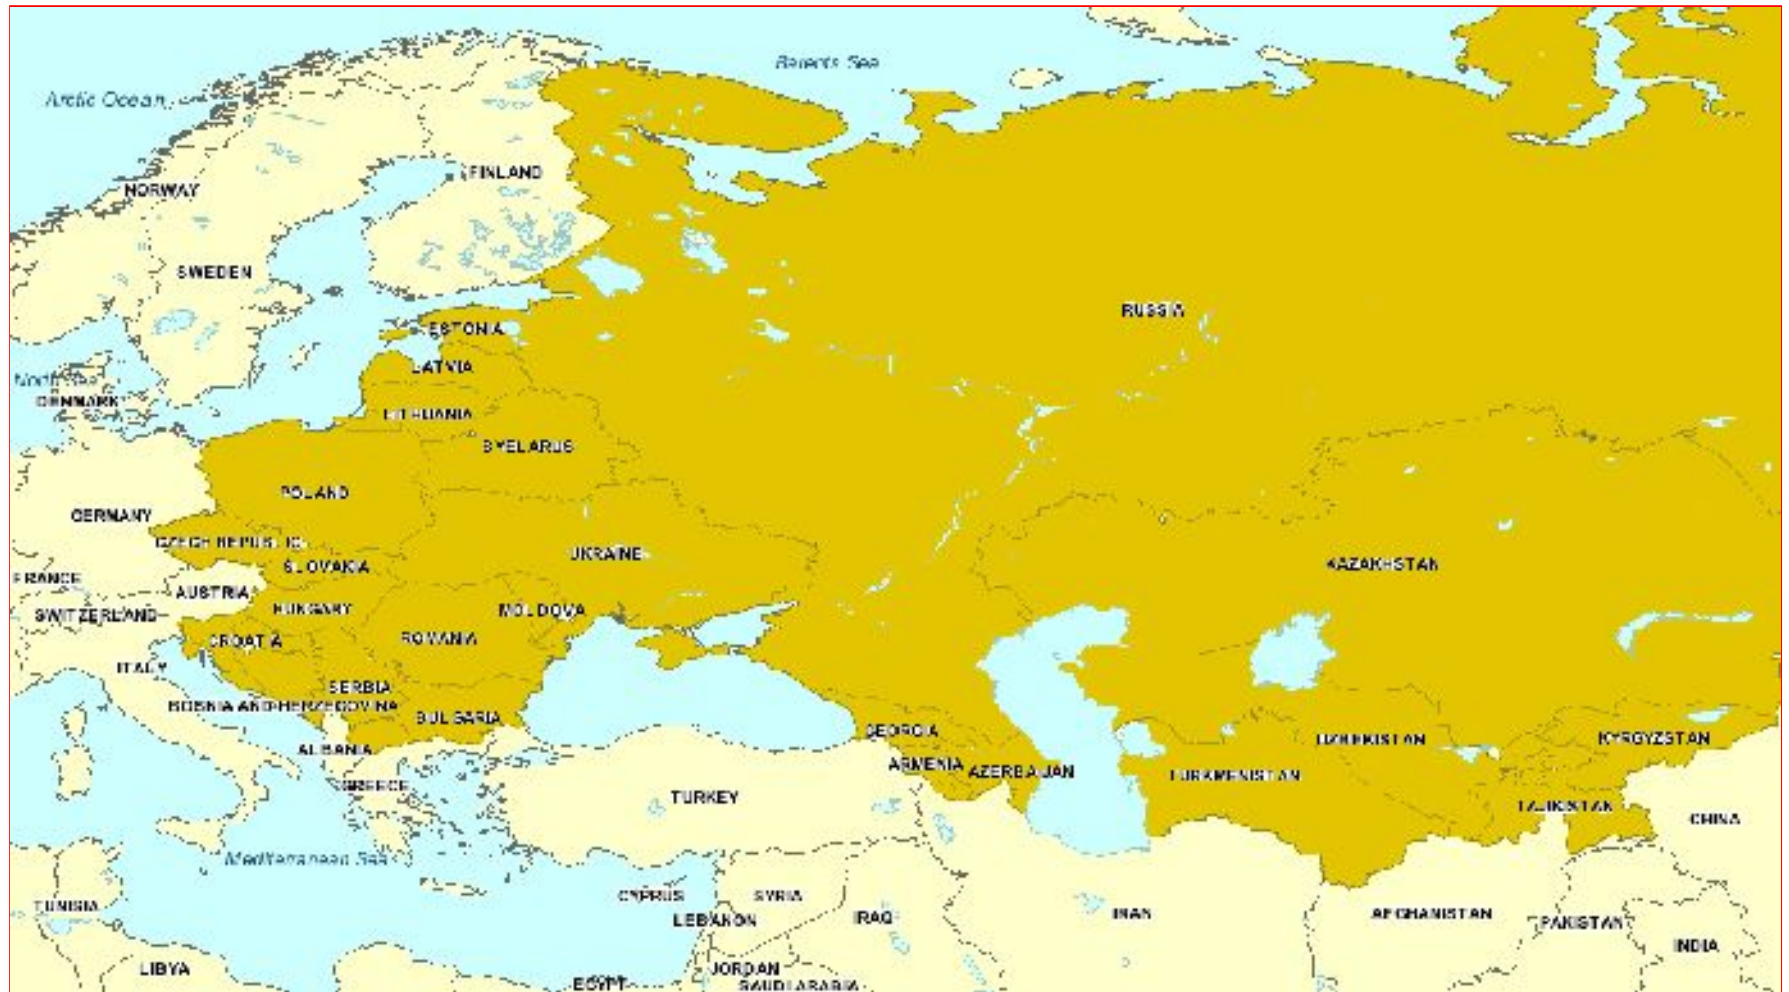 Barents Sea
Arctic Ocean
FINLAND
NORWAY
SWEDEN
RUSSIA
ESTONIA
LATVIA
North Sea
DENMARK
LITHUANIA
BYELARUS
POLAND
GERMANY
CZECH REPUBLIC
UKRAINE
SLOVAKIA
KAZAKHSTAN
FRANCE
AUSTRIA
HUNGARY
MOLDOVA
SWITZERLAND
CROATIA
ROMANIA
ITALY
SERBIA
BOSNIA AND HERZEGOVINA
BULGARIA
GEORGIA
UZBEKISTAN
KYRGYZSTAN
ALBANIA
ARMENIA
AZERBAIJAN
TURKMENISTAN
GREECE
TURKEY
TAJIKISTAN
CHINA
Mediterranean Sea
CYPRUS
SYRIA
TUNISIA
LEBANON
IRAQ
IRAN
AFGHANISTAN
PAKISTAN
INDIA
LIBYA
JORDAN
EGYPT
SAUDI ARABIA